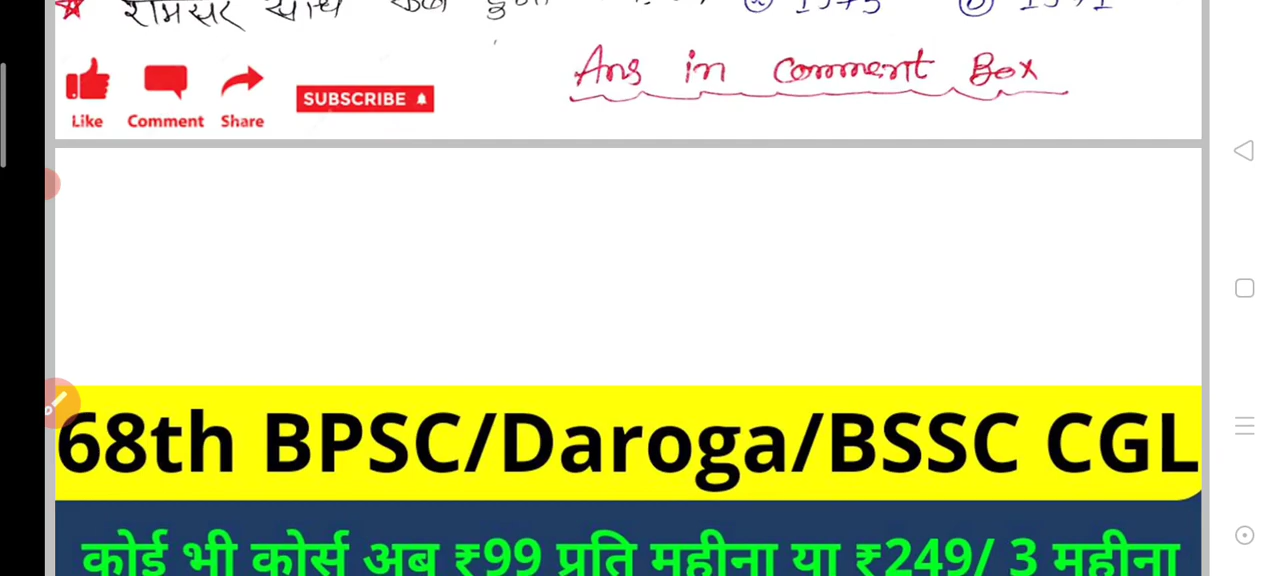 रामसर साथि
Ans in Comment Box
SUBSCRIBE
Like Comment Share
68th BPSC/Daroga/BSSC CGL
कोई भी कोर्स अब ₹99 प्रति महीना या ₹249/ 3 महीना